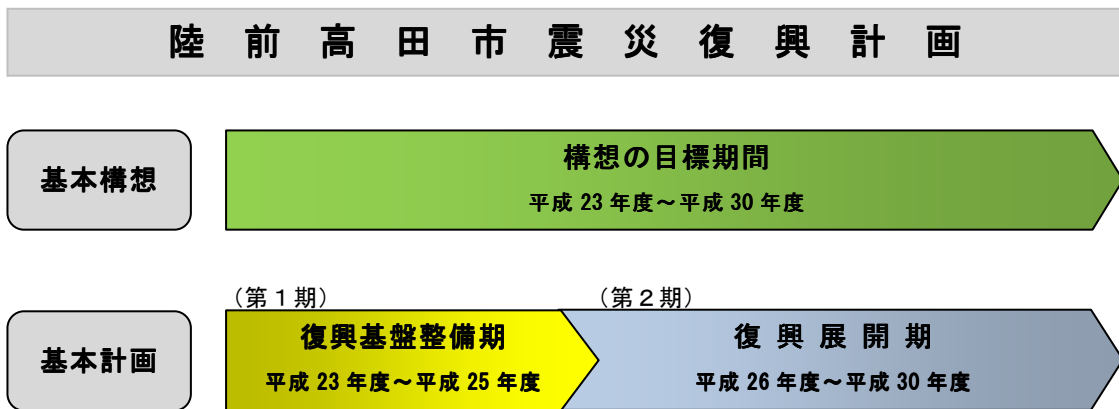 陸前高田市震災復興計画
基本構想
構想の目標期間
平成 23 年度～平成 30 年度
（第１期）
（第２期）
基本計画
復興基盤整備期
平成 23 年度～平成 25 年度
復興展開期
平成 26 年度～平成 30 年度